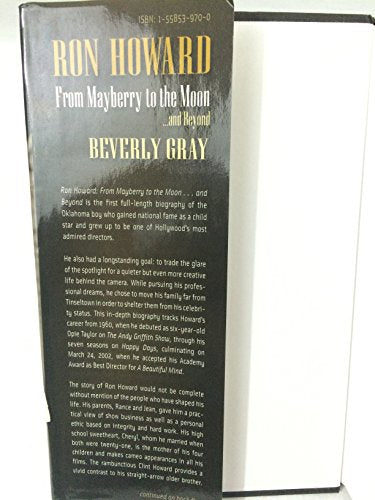 ISBN: 1-55853-970-0
RON HOWARD
From Mayberry to the Moon
...and Beyond
BEVERLY GRAY
Ron Howard: From Mayberry to the Moon . . . and
Beyond is the first full-length biography of the
Oklahoma boy who gained national fame as a child
star and grew up to be one of Hollywood's most
admired directors.
He also had a longstanding goal: to trade the glare
of the spotlight for a quieter but even more creative
life behind the camera. While pursuing his profes-
sional dreams, he chose to move his family far from
Tinseltown in order to shelter them from his celebri-
ty status. This in-depth biography tracks Howard's
career from 1960, when he debuted as six-year-old
Opie Taylor on The Andy Griffith Show, through his
seven seasons on Happy Days, culminating on
March 24, 2002, when he accepted his Academy
Award as Best Director for A Beautiful Mind.
The story of Ron Howard would not be complete
without mention of the people who have shaped his
life. His parents, Rance and Jean, gave him a prac-
tical view of show business as well as a personal
ethic based on integrity and hard work. His high
school sweetheart, Cheryl, whom he married when
both were twenty-one, is the mother of his four
children and makes cameo appearances in all his
films. The rambunctious Clint Howard provides a
vivid contrast to his straight-arrow older brother.
continued on back